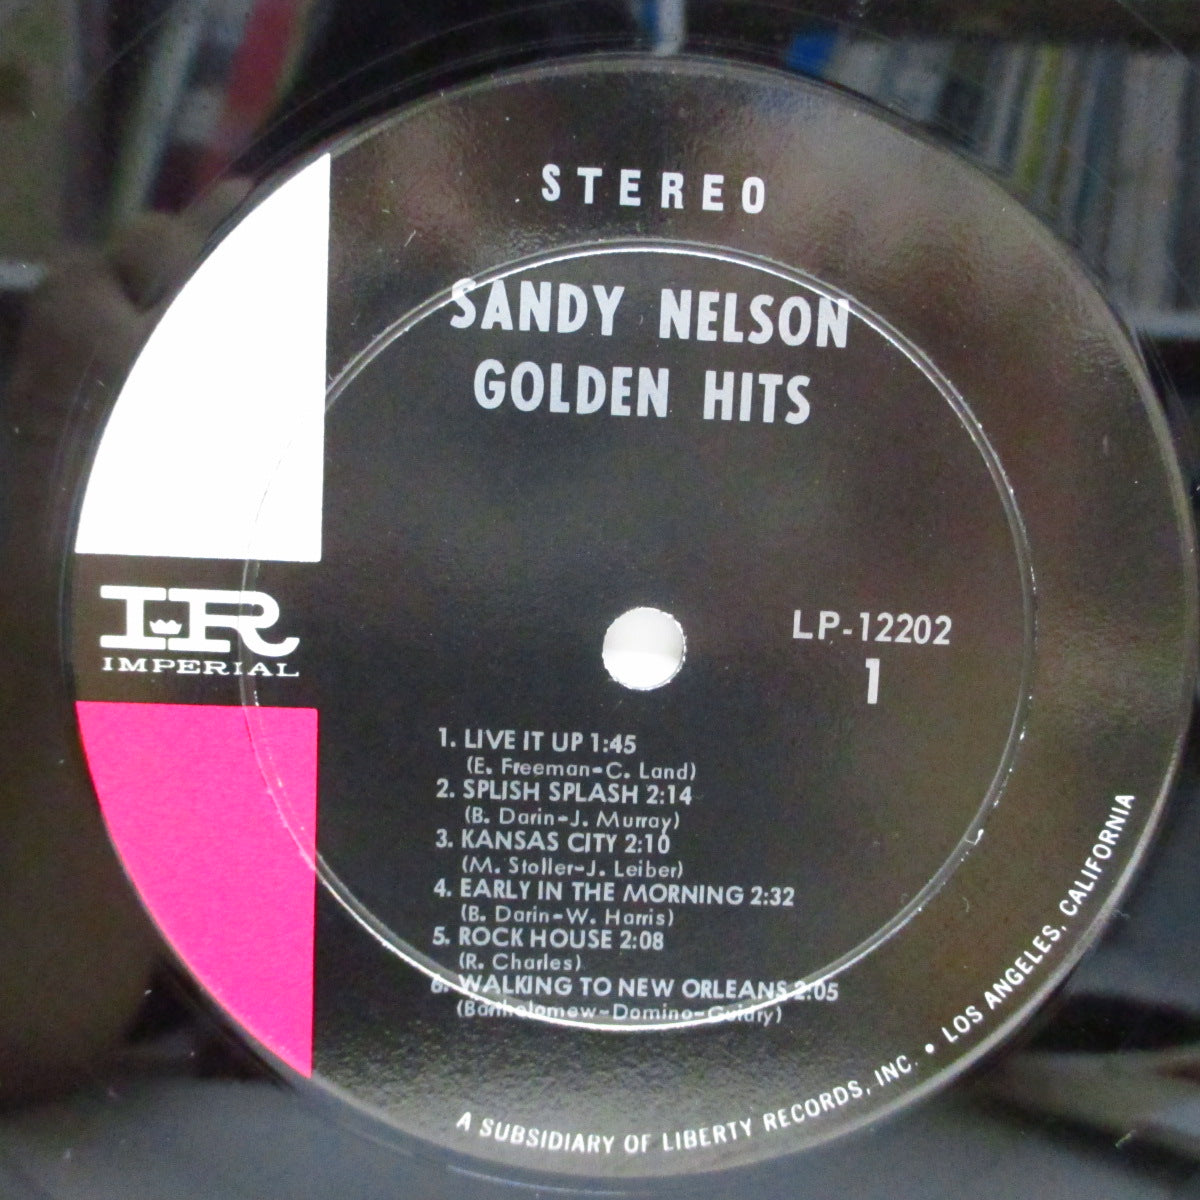 STEREO
SANDY NELSON
GOLDEN HITS
IR
IMPERIAL
LP-12202
1
1. LIVE IT UP 1:45
(E. Freeman-C. Land)
2. SPLISH SPLASH 2:14
(B. Darin-J. Murray)
3. KANSAS CITY 2:10
(M. Stoller-J. Leiber)
4. EARLY IN THE MORNING 2:32
(B. Darin-W. Harris)
5. ROCK HOUSE 2:08
(R. Charles)
6. WALKING TO NEW ORLEANS 2:05
(Bartholomew-Domino-Guidry)
A SUBSIDIARY OF LIBERTY RECORDS, INC. • LOS ANGELES, CALIFORNIA